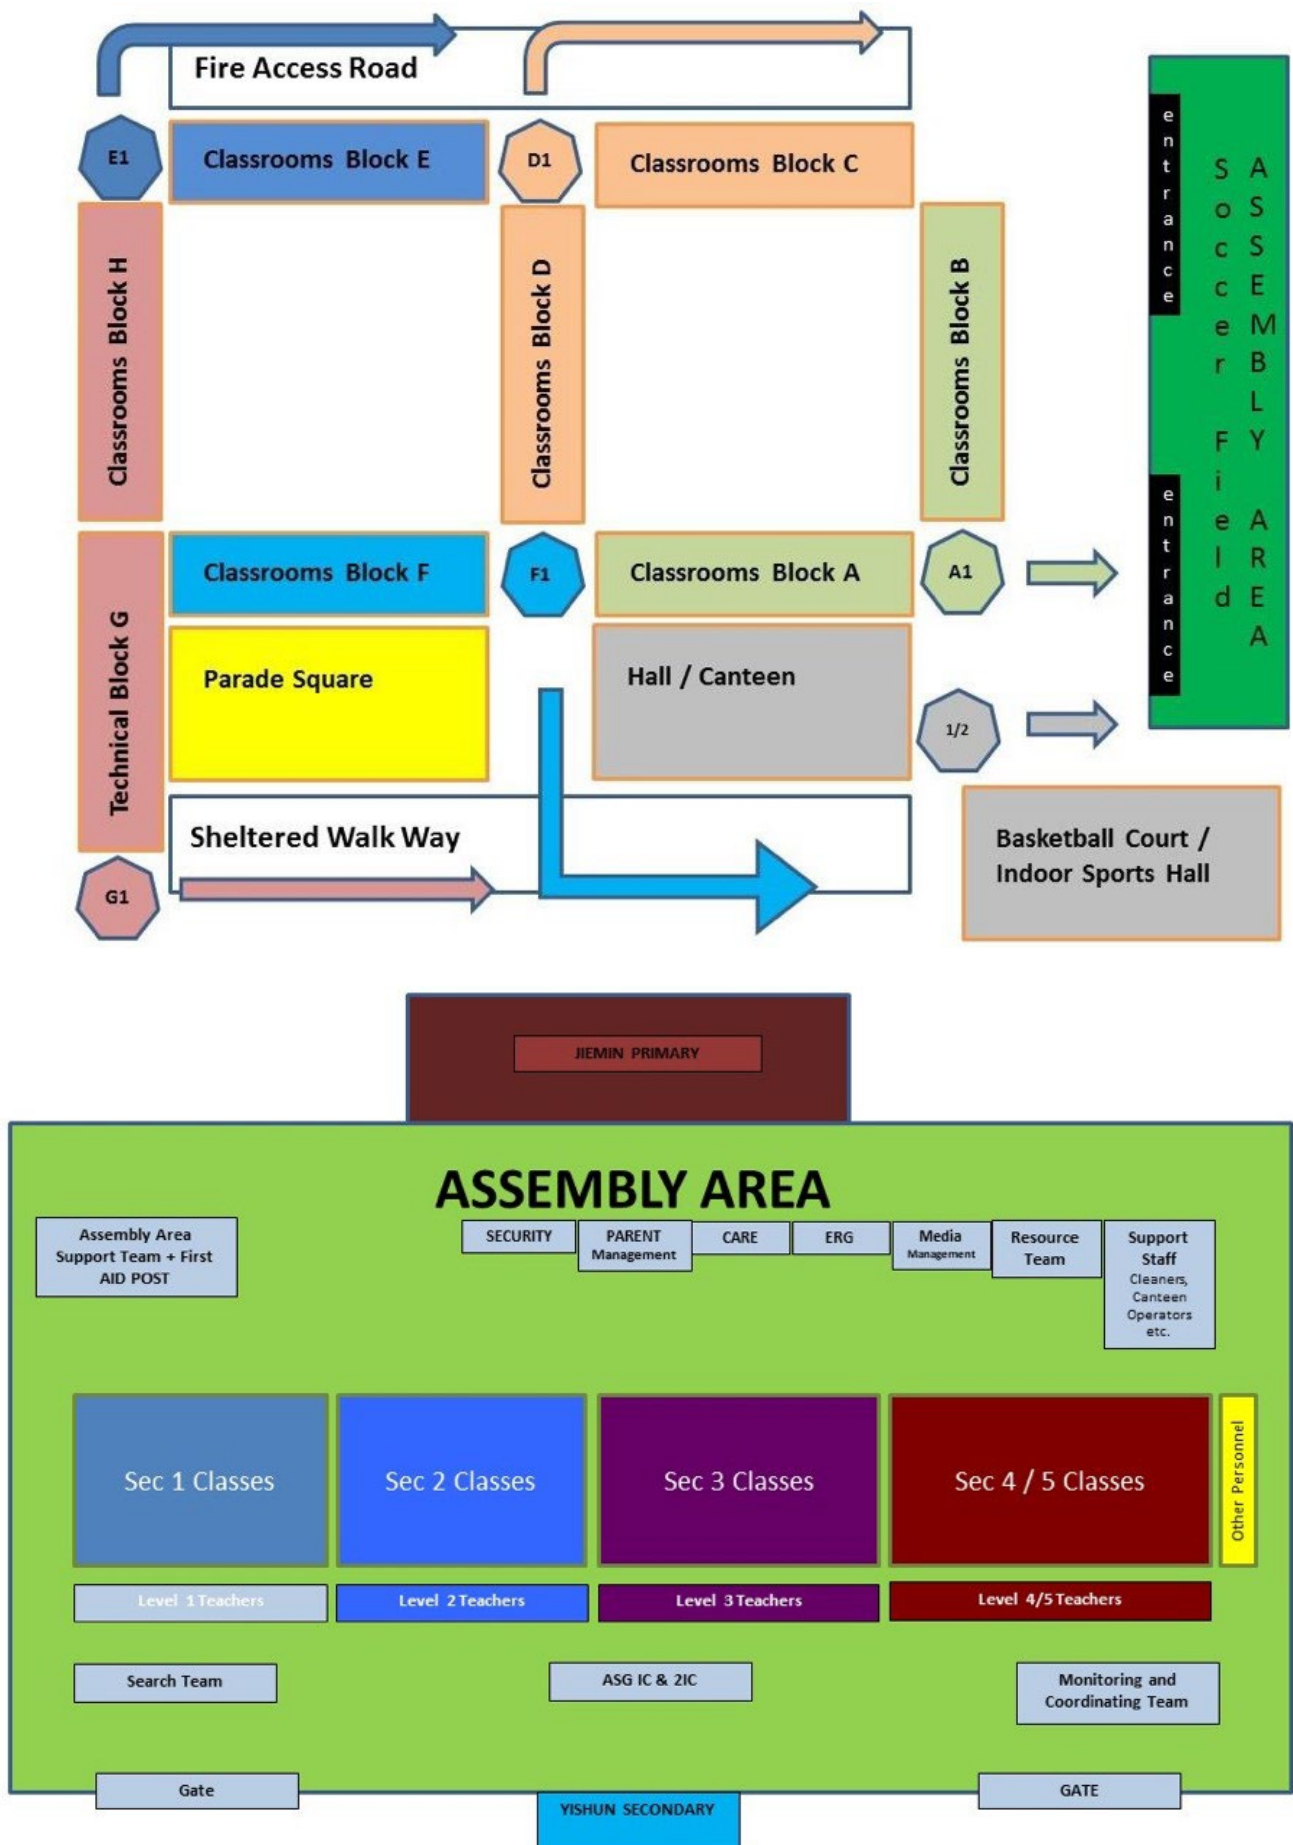 Fire Access Road
E1
Classrooms Block E
D1
Classrooms Block C
entrance
Soccer Field
ASSEMBLY AREA
Classrooms Block H
Classrooms Block D
Classrooms Block B
entrance
Classrooms Block F
F1
Classrooms Block A
A1
Technical Block G
Parade Square
Hall / Canteen
1/2
Sheltered Walk Way
G1
Basketball Court /
Indoor Sports Hall
JIEMIN PRIMARY
ASSEMBLY AREA
Assembly Area
Support Team + First
AID POST
SECURITY
PARENT
Management
CARE
ERG
Media
Management
Resource
Team
Support
Staff
Cleaners,
Canteen
Operators
etc.
Sec 1 Classes
Sec 2 Classes
Sec 3 Classes
Sec 4 / 5 Classes
Other Personnel
Level 1 Teachers
Level 2 Teachers
Level 3 Teachers
Level 4/5 Teachers
Search Team
ASG IC & 2IC
Monitoring and
Coordinating Team
Gate
YISHUN SECONDARY
GATE